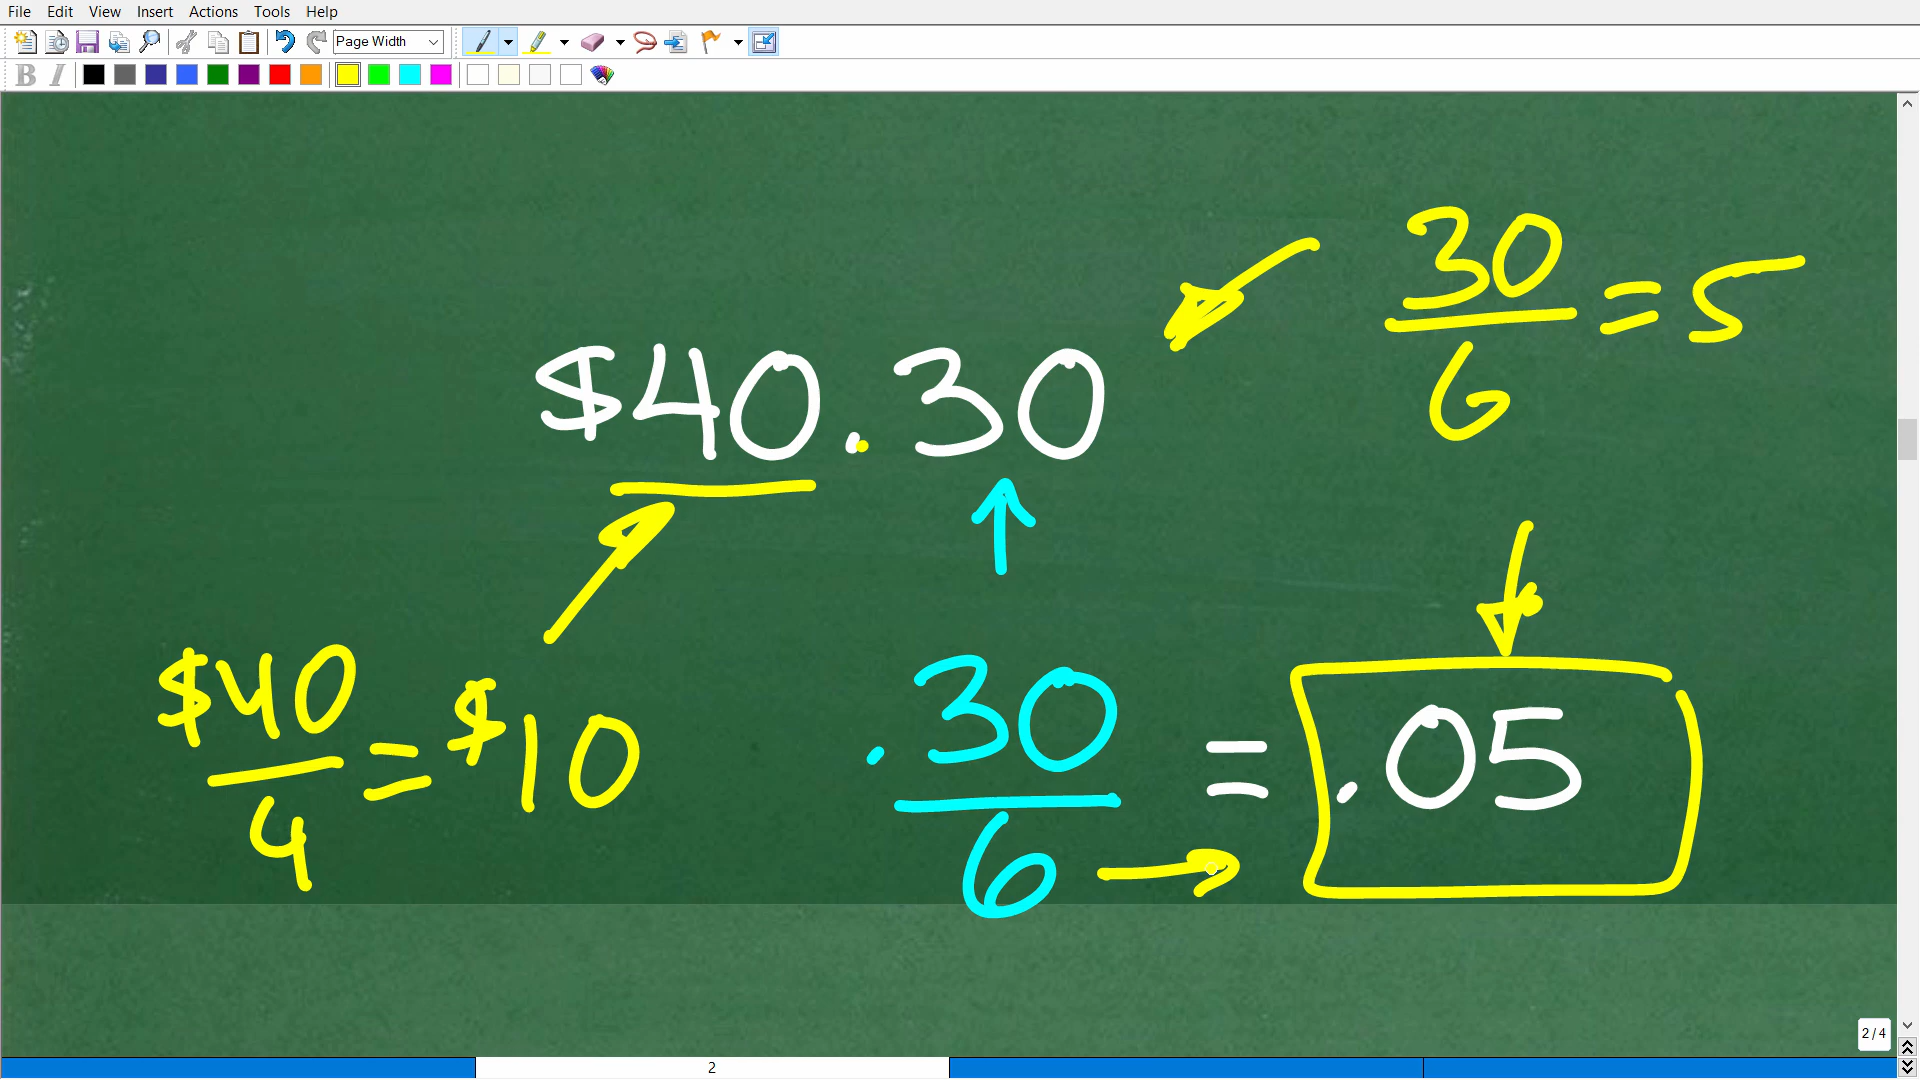 File Edit View Insert Actions Tools Help
Page Width
B I
30/6 = 5
$40.30
$40/4 = $10
.30/6 = .05
2 / 4
2